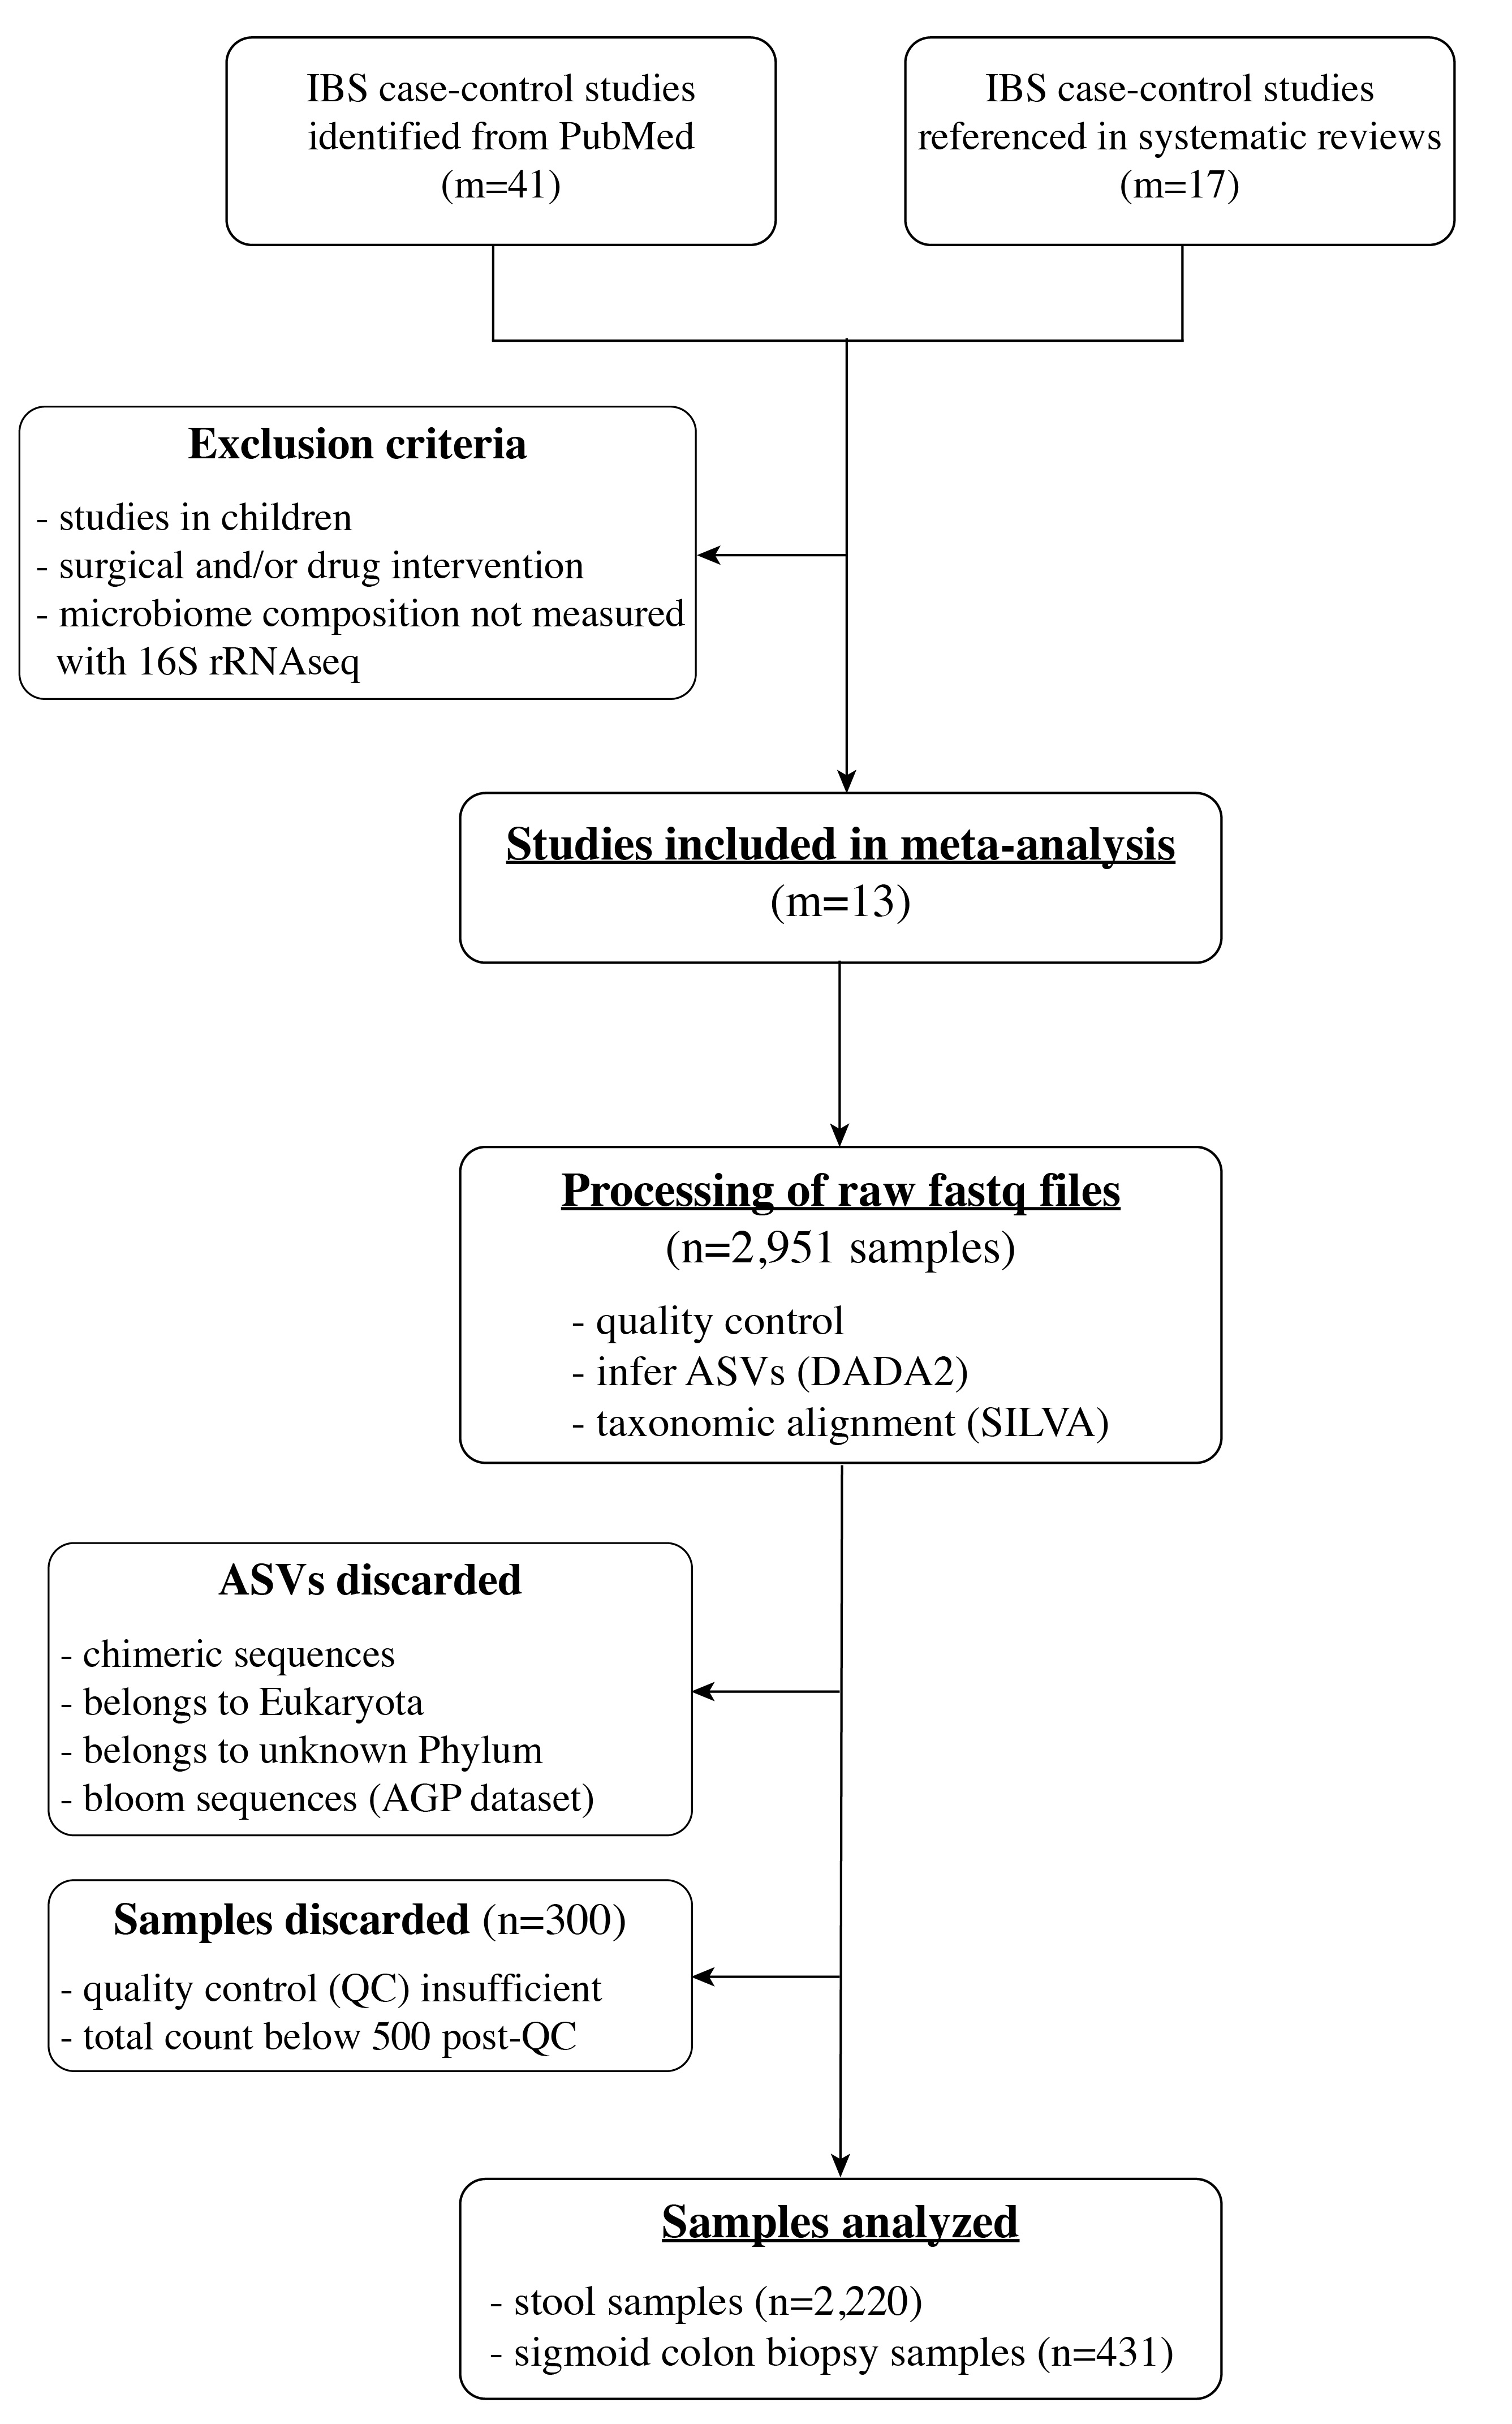 IBS case-control studies
identified from PubMed
(m=41)
IBS case-control studies
referenced in systematic reviews
(m=17)
Exclusion criteria
- studies in children
- surgical and/or drug intervention
- microbiome composition not measured
with 16S rRNAseq
Studies included in meta-analysis
(m=13)
Processing of raw fastq files
(n=2,951 samples)
- quality control
- infer ASVs (DADA2)
- taxonomic alignment (SILVA)
ASVs discarded
- chimeric sequences
- belongs to Eukaryota
- belongs to unknown Phylum
- bloom sequences (AGP dataset)
Samples discarded (n=300)
- quality control (QC) insufficient
- total count below 500 post-QC
Samples analyzed
- stool samples (n=2,220)
- sigmoid colon biopsy samples (n=431)